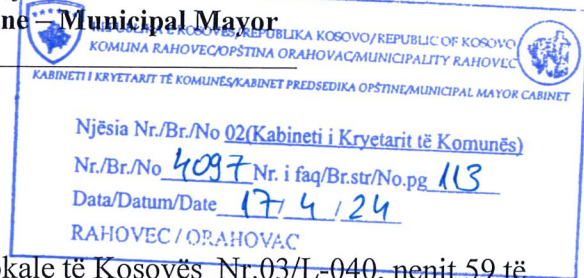 ne – Municipal Mayor
REPUBLIKA E KOSOVËS/REPUBLIKA KOSOVO/REPUBLIC OF KOSOVO
KOMUNA RAHOVEC/OPŠTINA ORAHOVAC/MUNICIPALITY RAHOVEC
KABINETI I KRYETARIT TË KOMUNËS/KABINET PREDSEDIKA OPŠTINE/MUNICIPAL MAYOR CABINET
Njësia Nr./Br./No 02(Kabineti i Kryetarit të Komunës)
Nr./Br./No 4097 Nr. i faq/Br.str/No.pg 113
Data/Datum/Date 17/ 4 / 24
RAHOVEC / ORAHOVAC
okale të Kosovës Nr.03/L-040, nenit 59 të